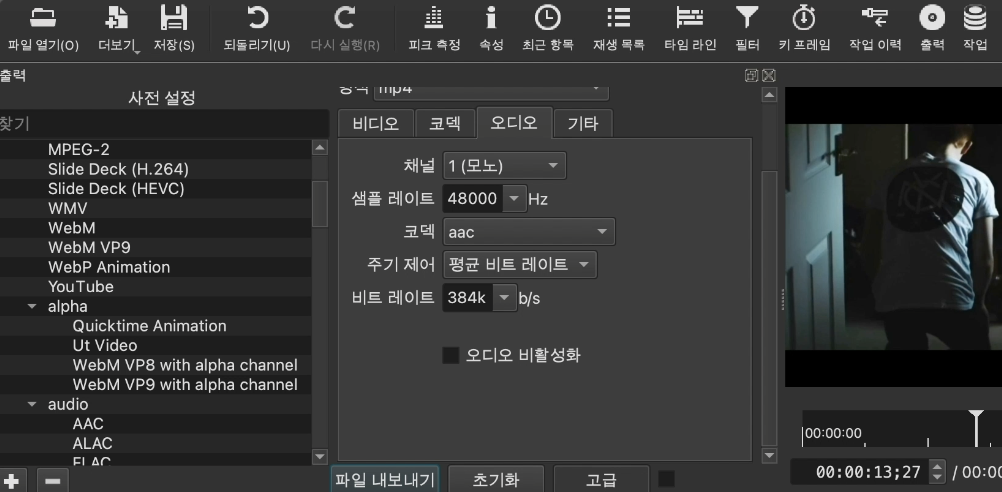 파일 열기(O) 더보기 저장(S) 되돌리기(U) 다시 실행(R) 피크 측정 속성 최근 항목 재생 목록 타임 라인 필터 키 프레임 작업 이력 출력 작업
출력
사전 설정
찾기
MPEG-2
Slide Deck (H.264)
Slide Deck (HEVC)
WMV
WebM
WebM VP9
WebP Animation
YouTube
alpha
Quicktime Animation
Ut Video
WebM VP8 with alpha channel
WebM VP9 with alpha channel
audio
AAC
ALAC
FLAC
mp4
비디오 코덱 오디오 기타
채널 1 (모노)
샘플 레이트 48000 Hz
코덱 aac
주기 제어 평균 비트 레이트
비트 레이트 384k b/s
오디오 비활성화
파일 내보내기 초기화 고급
00:00:00
00:00:13;27 / 00:00